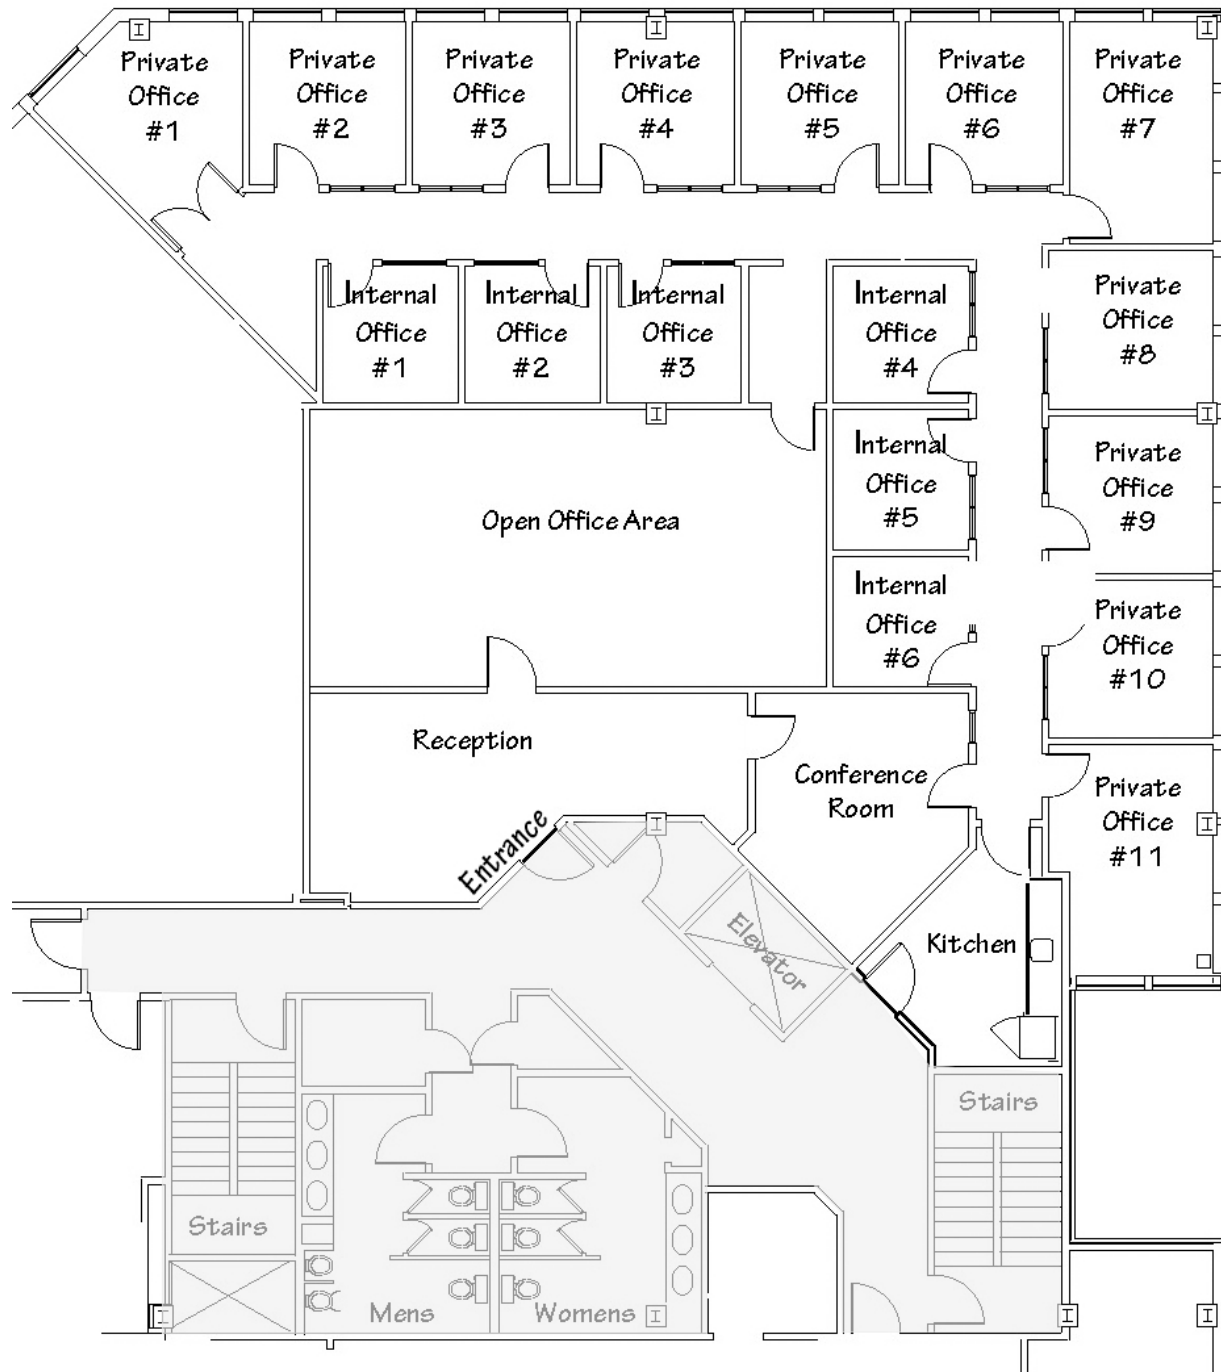 Private
Office
#1
Private
Office
#2
Private
Office
#3
Private
Office
#4
Private
Office
#5
Private
Office
#6
Private
Office
#7
Internal
Office
#1
Internal
Office
#2
Internal
Office
#3
Internal
Office
#4
Private
Office
#8
Internal
Office
#5
Private
Office
#9
Open Office Area
Internal
Office
#6
Private
Office
#10
Reception
Conference
Room
Private
Office
#11
Entrance
Elevator
Kitchen
Stairs
Stairs
Mens
Womens